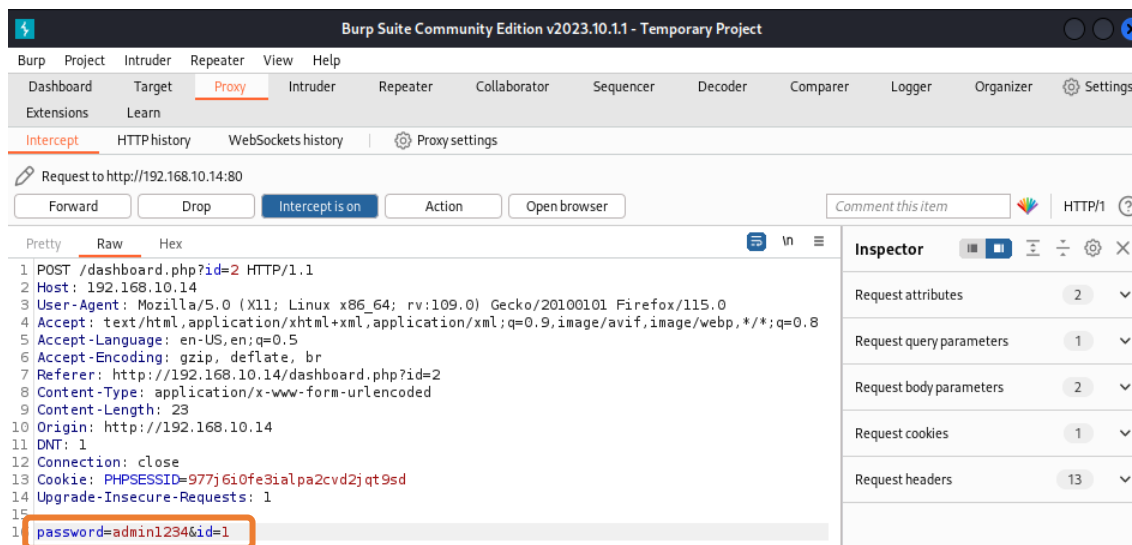 Burp Suite Community Edition v2023.10.1.1 - Temporary Project
Burp Project Intruder Repeater View Help
Dashboard Target Proxy Intruder Repeater Collaborator Sequencer Decoder Comparer Logger Organizer Settings
Extensions Learn
Intercept HTTP history WebSockets history Proxy settings
Request to http://192.168.10.14:80
Forward Drop Intercept is on Action Open browser Comment this item HTTP/1 ?
Pretty Raw Hex \n Inspector
1 POST /dashboard.php?id=2 HTTP/1.1
2 Host: 192.168.10.14
3 User-Agent: Mozilla/5.0 (X11; Linux x86_64; rv:109.0) Gecko/20100101 Firefox/115.0
4 Accept: text/html,application/xhtml+xml,application/xml;q=0.9,image/avif,image/webp,*/*;q=0.8
5 Accept-Language: en-US,en;q=0.5
6 Accept-Encoding: gzip, deflate, br
7 Referer: http://192.168.10.14/dashboard.php?id=2
8 Content-Type: application/x-www-form-urlencoded
9 Content-Length: 23
10 Origin: http://192.168.10.14
11 DNT: 1
12 Connection: close
13 Cookie: PHPSESSID=977j6i0fe3ialpa2cvd2jqt9sd
14 Upgrade-Insecure-Requests: 1
15
password=admin1234&id=1
Request attributes 2
Request query parameters 1
Request body parameters 2
Request cookies 1
Request headers 13